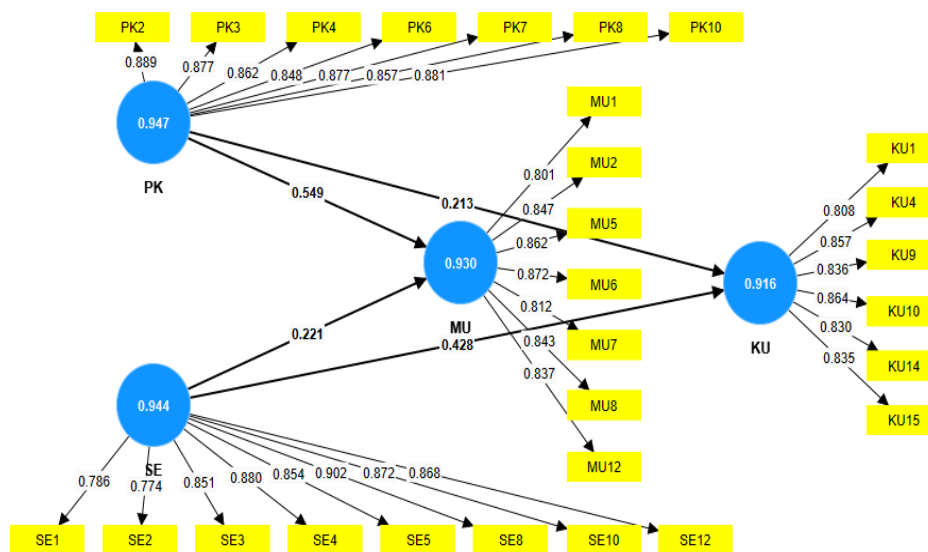 PK2 PK3 PK4 PK6 PK7 PK8 PK10
0.889 0.877 0.862 0.848 0.877 0.857 0.881
0.947
PK
0.549
0.213
MU1
MU2
MU5
MU6
MU7
MU8
MU12
0.801
0.847
0.862
0.872
0.812
0.843
0.837
0.930
MU
KU1
KU4
KU9
KU10
KU14
KU15
0.808
0.857
0.836
0.864
0.830
0.835
0.916
KU
0.221
0.428
0.944
SE
0.786 0.774 0.851 0.880 0.854 0.902 0.872 0.868
SE1 SE2 SE3 SE4 SE5 SE8 SE10 SE12